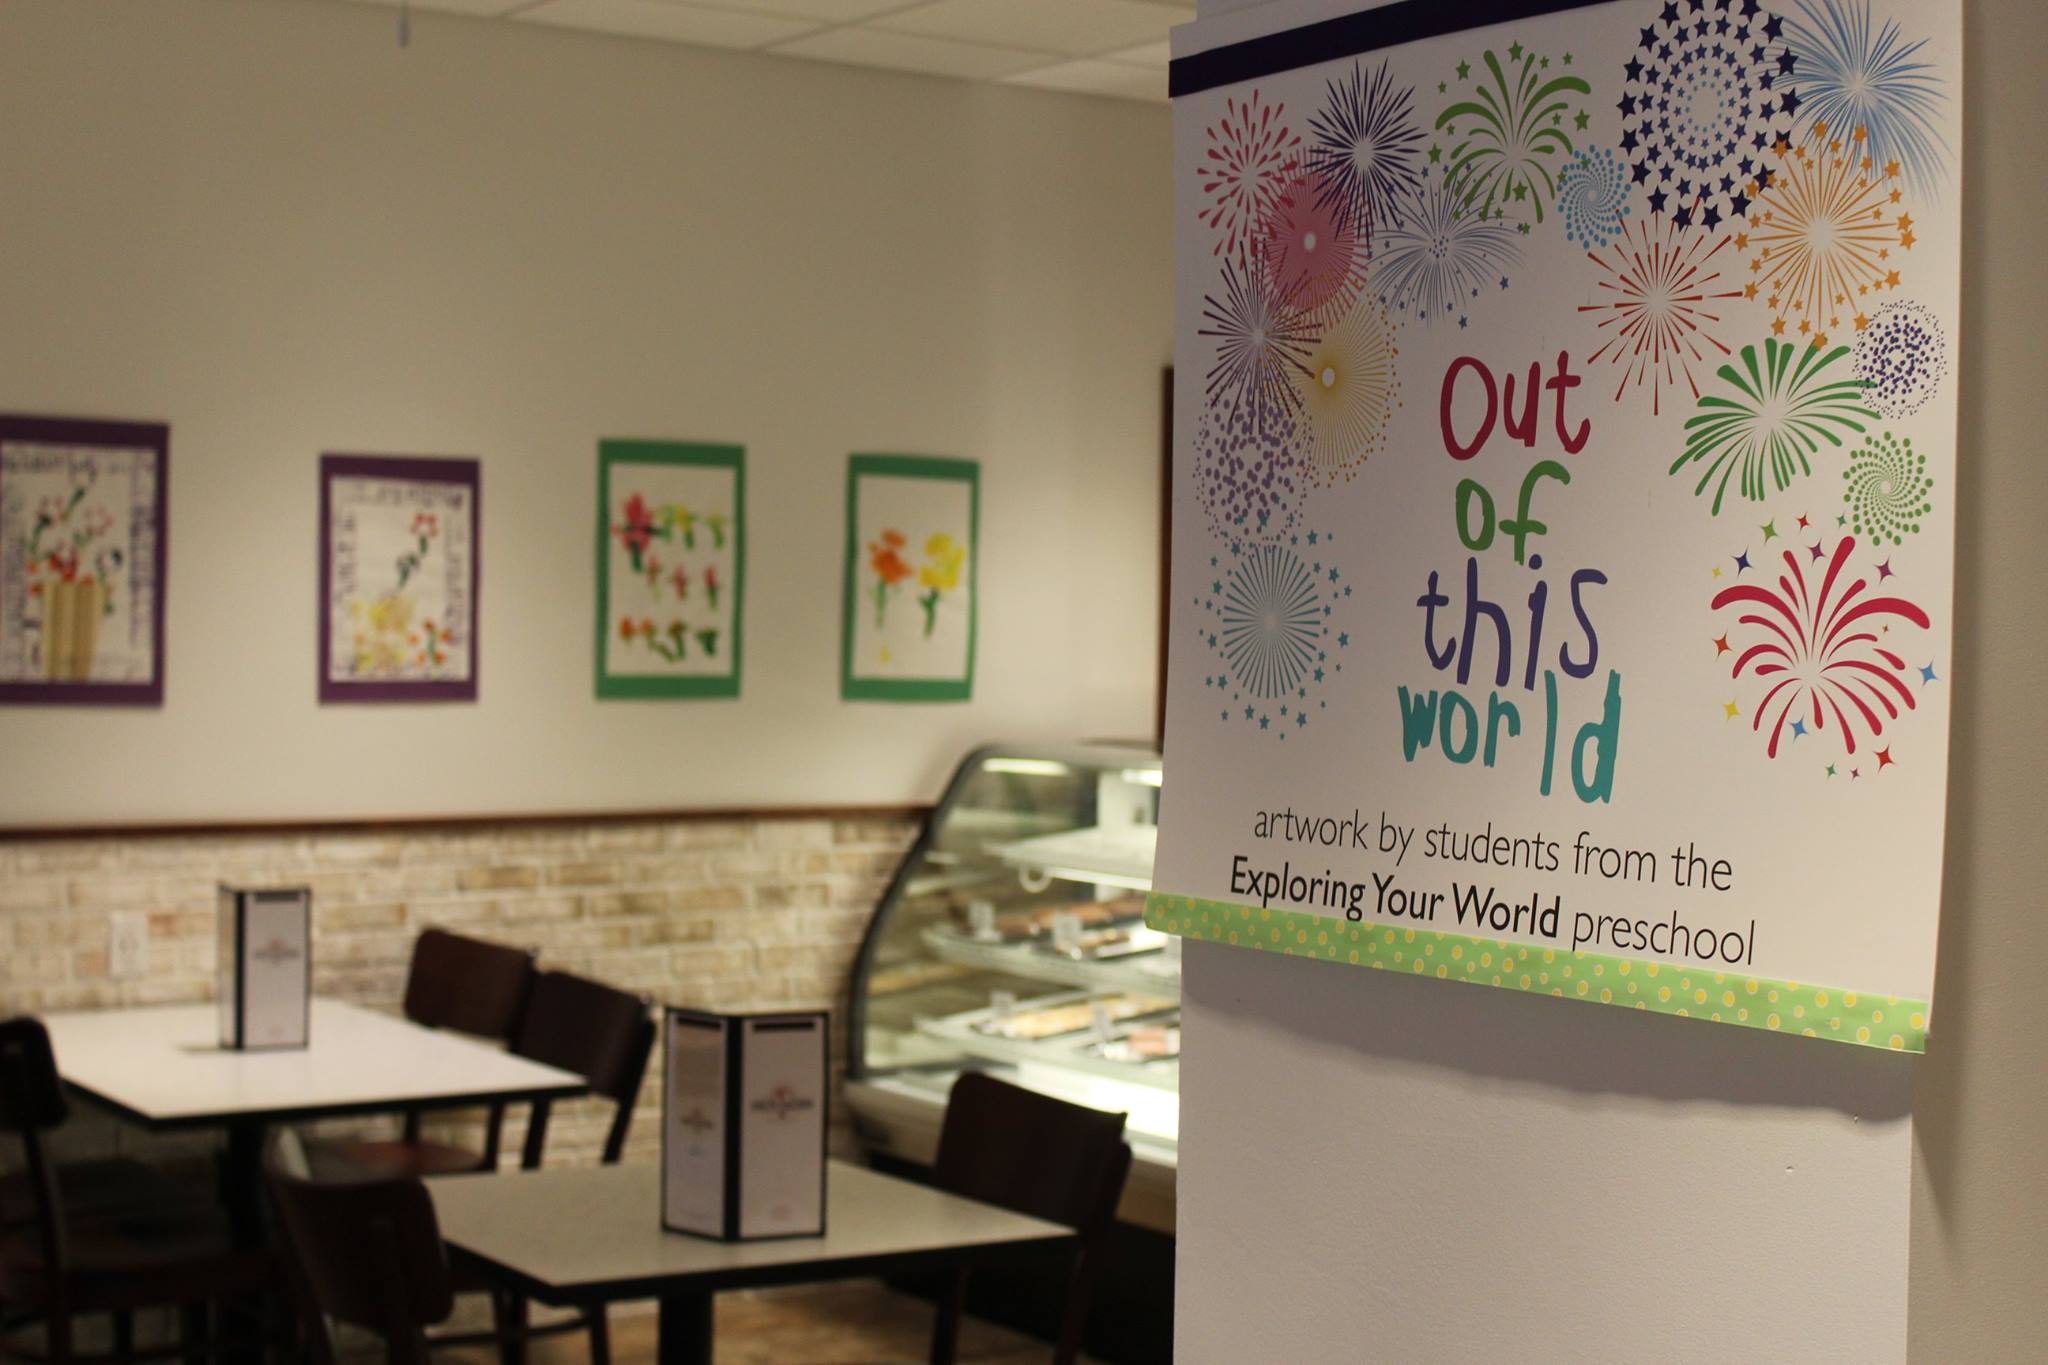 Out
of
this
world
artwork by students from the
Exploring Your World preschool